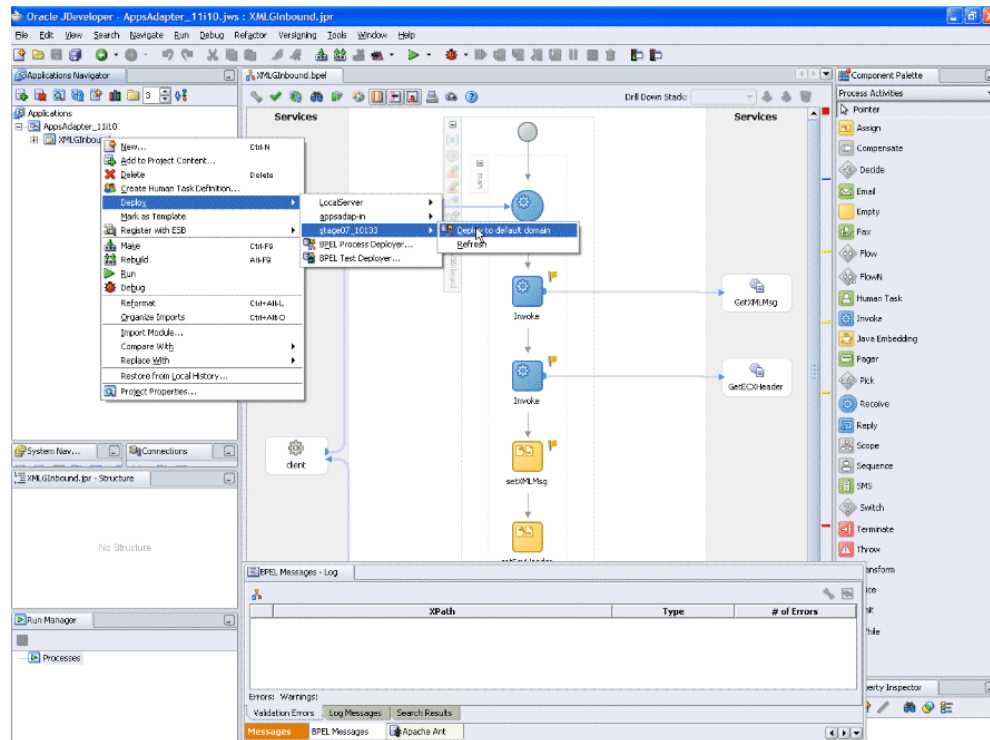 Oracle JDeveloper - AppsAdapter_11i10.jws : XMLGInbound.jpr
File Edit View Search Navigate Run Debug Refactor Versioning Tools Window Help
Applications Navigator
3
Applications
AppsAdapter_11i10
New... Ctrl-N
Add to Project Content...
Delete Delete
Create Human Task Definition...
Deploy
Mark as Template
Register with ESB
Make Ctrl-F9
Rebuild Alt-F9
Run
Debug
Reformat Ctrl+Alt-L
Organize Imports Ctrl+Alt-O
Import Module...
Compare With
Replace With
Restore from Local History...
Project Properties...
LocalServer
appsadap-in
stage07_10133
BPEL Process Deployer...
BPEL Test Deployer...
Deploy to default domain
Refresh
System Nav...
Connections
XMLGInbound.jpr - Structure
No Structure
Run Manager
Processes
XMLGInbound.bpel
Drill Down Stack:
Services
Services
Invoke
GetXMLMsg
Invoke
GetECXHeader
client
setXMLMsg
BPEL Messages - Log
XPath Type # of Errors
Errors: Warnings:
Validation Errors Log Messages Search Results
Messages BPEL Messages Apache Ant
Component Palette
Process Activities
Pointer
Assign
Compensate
Decide
Email
Empty
Fax
Flow
FlowN
Human Task
Invoke
Java Embedding
Pager
Pick
Receive
Reply
Scope
Sequence
SMS
Switch
Terminate
Throw
Inspector